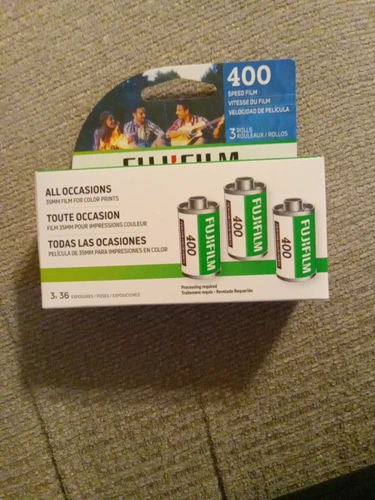 400
SPEED FILM
VITESSE DU FILM
VELOCIDAD DE PELÍCULA
3 ROLLS
ROULEAUX / ROLLOS
FUJIFILM
ALL OCCASIONS
35MM FILM FOR COLOR PRINTS
TOUTE OCCASION
FILM 35MM POUR IMPRESSIONS COULEUR
TODAS LAS OCASIONES
PELÍCULA DE 35MM PARA IMPRESIONES EN COLOR
3 x 36 EXPOSURES / POSES / EXPOSICIONES
400
FUJIFILM
400
FUJIFILM
400
FUJIFILM
Processing required
Traitement requis - Revelado Requerido